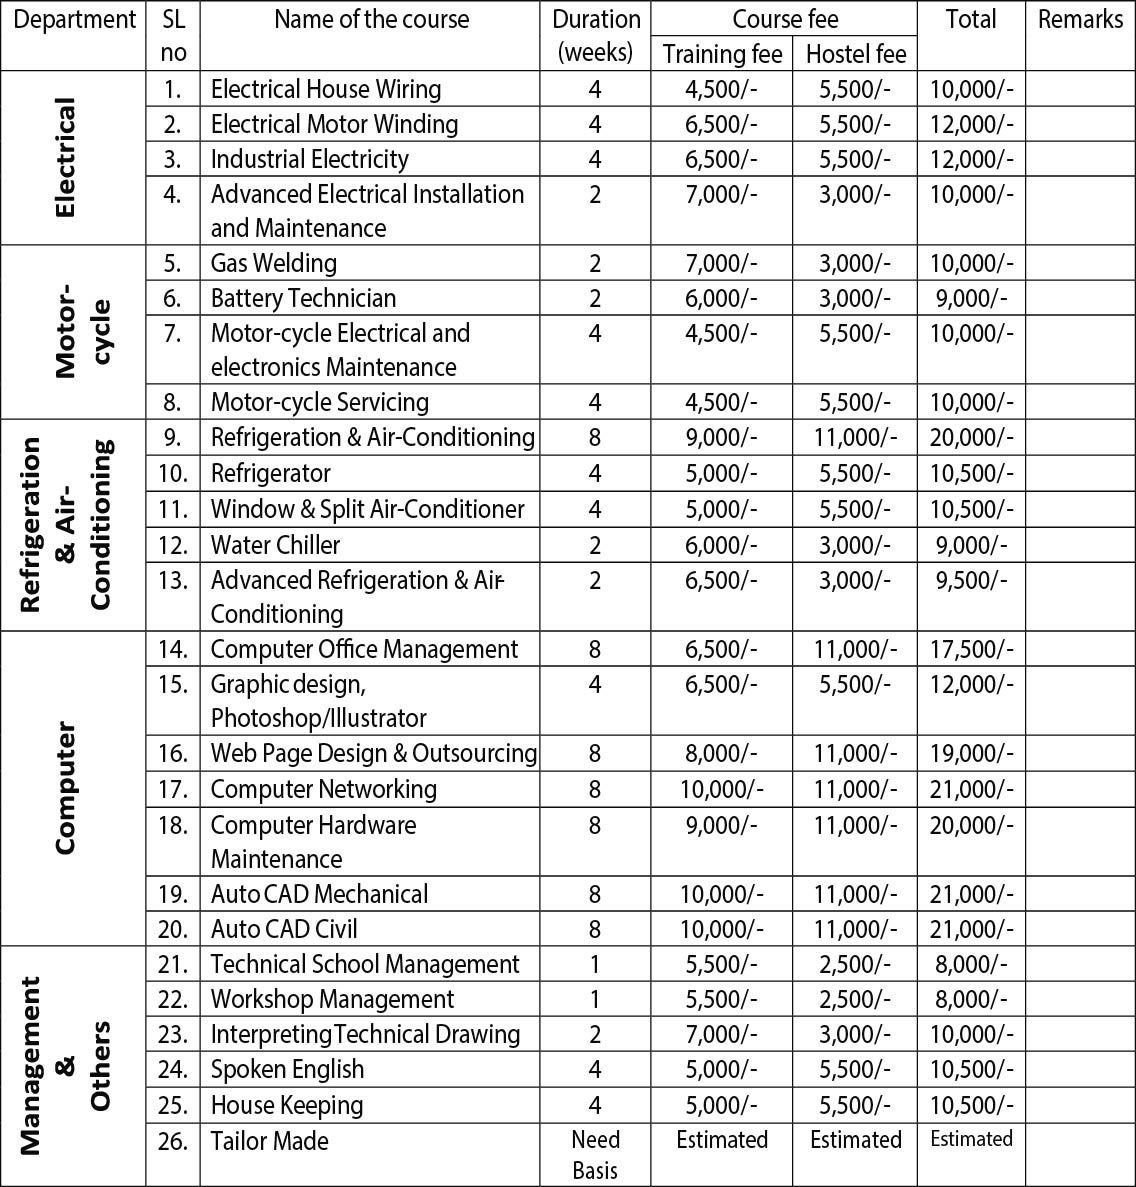 Department SL no Name of the course Duration (weeks) Course fee Total Remarks
Training fee Hostel fee
Electrical
1. Electrical House Wiring 4 4,500/- 5,500/- 10,000/-
2. Electrical Motor Winding 4 6,500/- 5,500/- 12,000/-
3. Industrial Electricity 4 6,500/- 5,500/- 12,000/-
4. Advanced Electrical Installation 2 7,000/- 3,000/- 10,000/-
and Maintenance
Motor-
cycle
5. Gas Welding 2 7,000/- 3,000/- 10,000/-
6. Battery Technician 2 6,000/- 3,000/- 9,000/-
7. Motor-cycle Electrical and 4 4,500/- 5,500/- 10,000/-
electronics Maintenance
8. Motor-cycle Servicing 4 4,500/- 5,500/- 10,000/-
Refrigeration
& Air-
Conditioning
9. Refrigeration & Air-Conditioning 8 9,000/- 11,000/- 20,000/-
10. Refrigerator 4 5,000/- 5,500/- 10,500/-
11. Window & Split Air-Conditioner 4 5,000/- 5,500/- 10,500/-
12. Water Chiller 2 6,000/- 3,000/- 9,000/-
13. Advanced Refrigeration & Air- 2 6,500/- 3,000/- 9,500/-
Conditioning
Computer
14. Computer Office Management 8 6,500/- 11,000/- 17,500/-
15. Graphic design, 4 6,500/- 5,500/- 12,000/-
Photoshop/Illustrator
16. Web Page Design & Outsourcing 8 8,000/- 11,000/- 19,000/-
17. Computer Networking 8 10,000/- 11,000/- 21,000/-
18. Computer Hardware 8 9,000/- 11,000/- 20,000/-
Maintenance
19. Auto CAD Mechanical 8 10,000/- 11,000/- 21,000/-
20. Auto CAD Civil 8 10,000/- 11,000/- 21,000/-
Management
&
Others
21. Technical School Management 1 5,500/- 2,500/- 8,000/-
22. Workshop Management 1 5,500/- 2,500/- 8,000/-
23. Interpreting Technical Drawing 2 7,000/- 3,000/- 10,000/-
24. Spoken English 4 5,000/- 5,500/- 10,500/-
25. House Keeping 4 5,000/- 5,500/- 10,500/-
26. Tailor Made Need Estimated Estimated Estimated
Basis